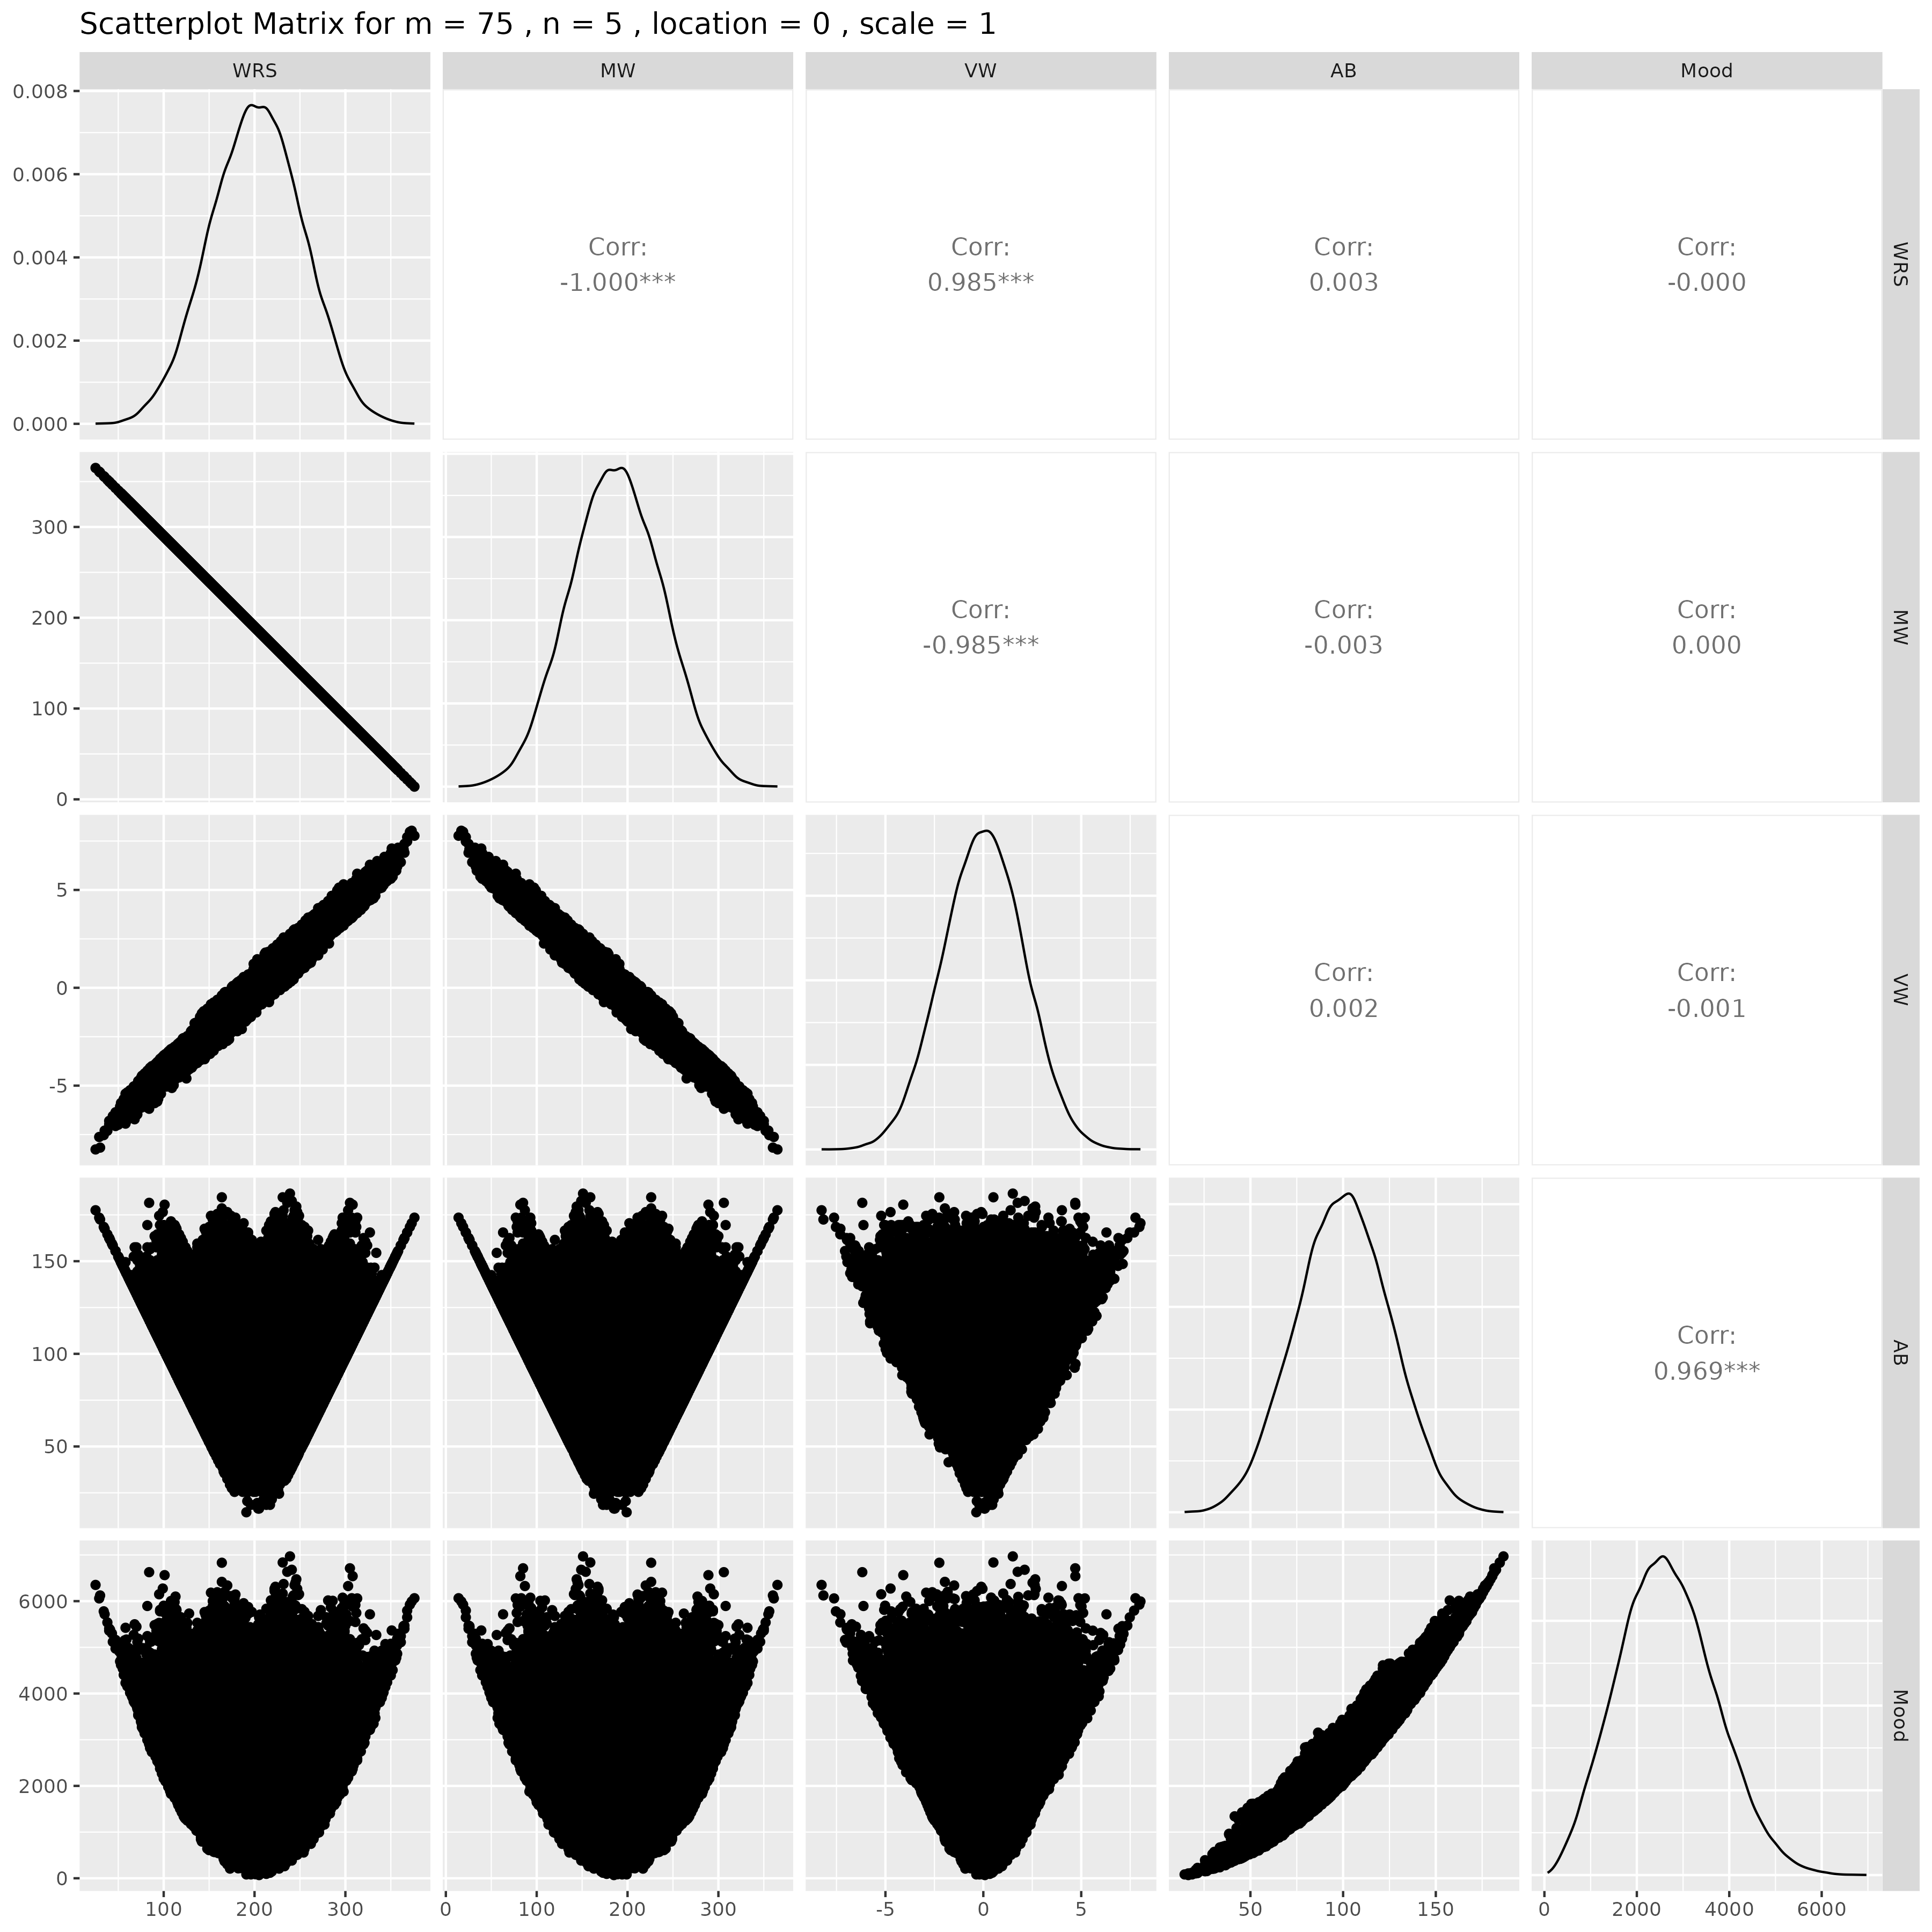 Scatterplot Matrix for m = 75 , n = 5 , location = 0 , scale = 1
WRS MW VW AB Mood
0.008
0.006
0.004
0.002
0.000
Corr:
-1.000***
Corr:
0.985***
Corr:
0.003
Corr:
-0.000
WRS
300
200
100
0
Corr:
-0.985***
Corr:
-0.003
Corr:
0.000
MW
5
0
-5
Corr:
0.002
Corr:
-0.001
VW
150
100
50
Corr:
0.969***
AB
6000
4000
2000
0
Mood
100 200 300 0 100 200 300 -5 0 5 50 100 150 0 2000 4000 6000